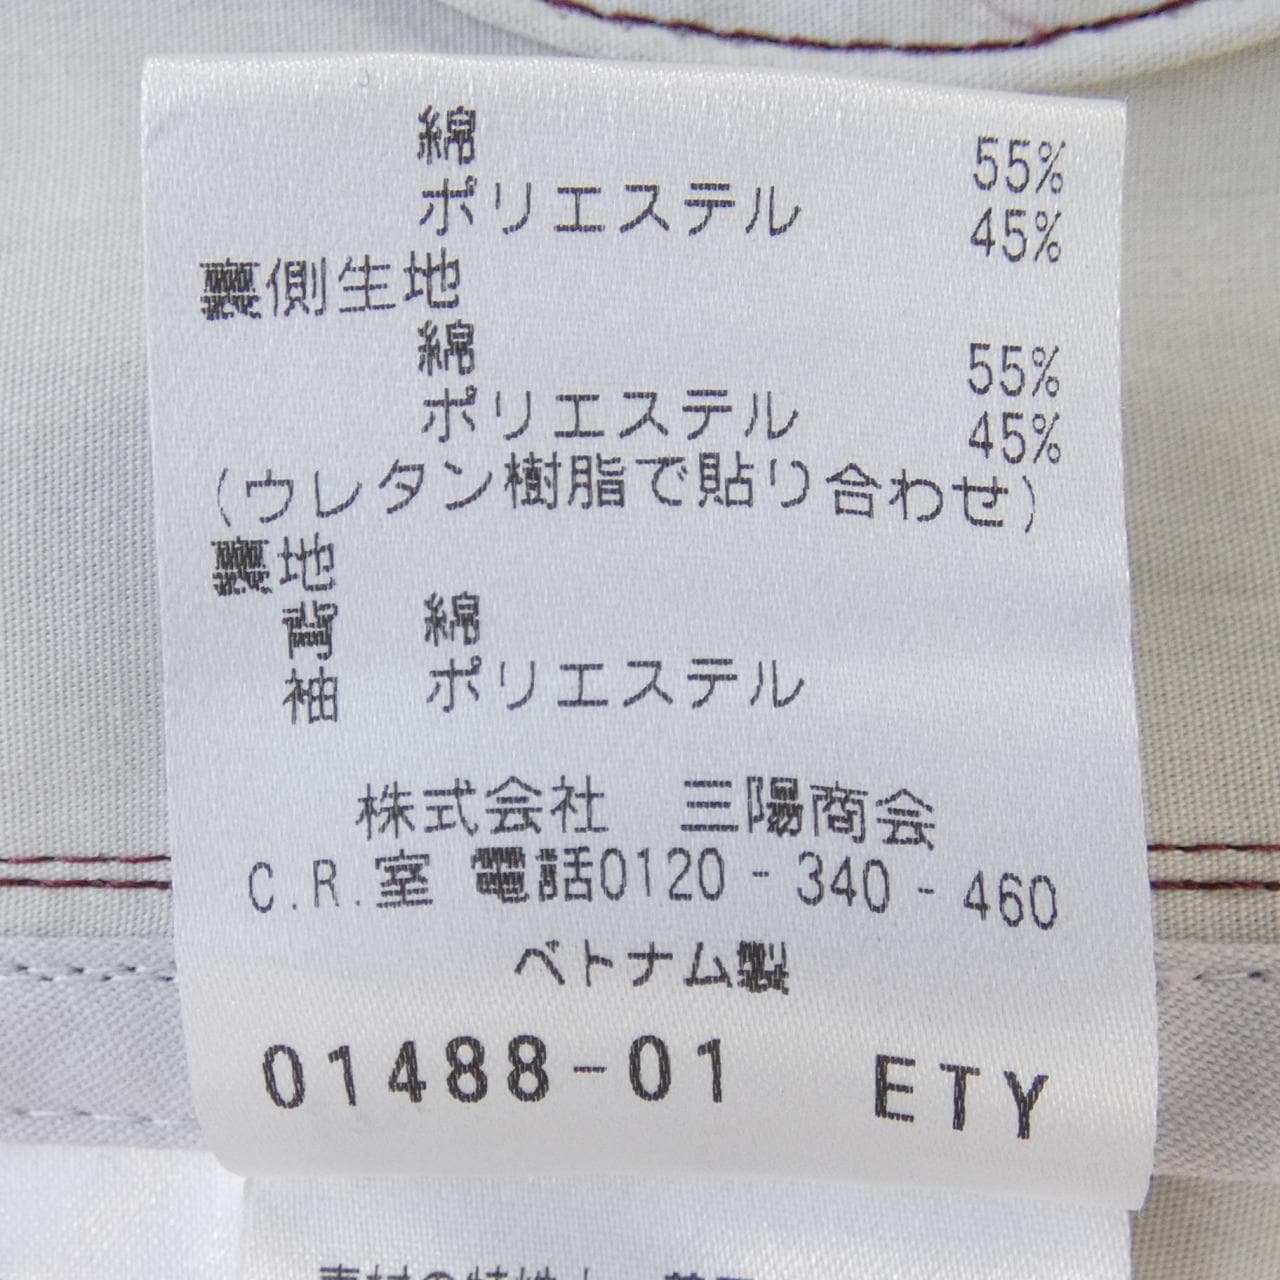 綿 55%
ポリエステル 45%
裏側生地
綿 55%
ポリエステル 45%
(ウレタン樹脂で貼り合わせ)
裏地
背 綿
袖 ポリエステル
株式会社 三陽商会
C.R.室 電話0120-340-460
ベトナム製
01488-01 ETY